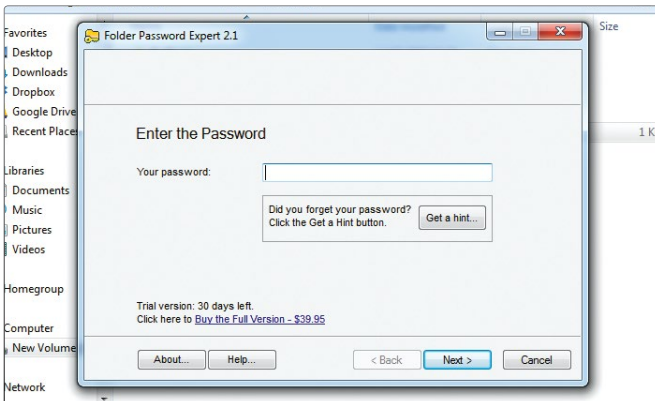 Favorites
Desktop
Downloads
Dropbox
Google Drive
Recent Place
Libraries
Documents
Music
Pictures
Videos
Homegroup
Computer
New Volume
Network
Size
1 K
Folder Password Expert 2.1
Enter the Password
Your password:
Did you forget your password?
Click the Get a Hint button.
Get a hint...
Trial version: 30 days left.
Click here to Buy the Full Version - $39.95
About... Help... < Back Next > Cancel